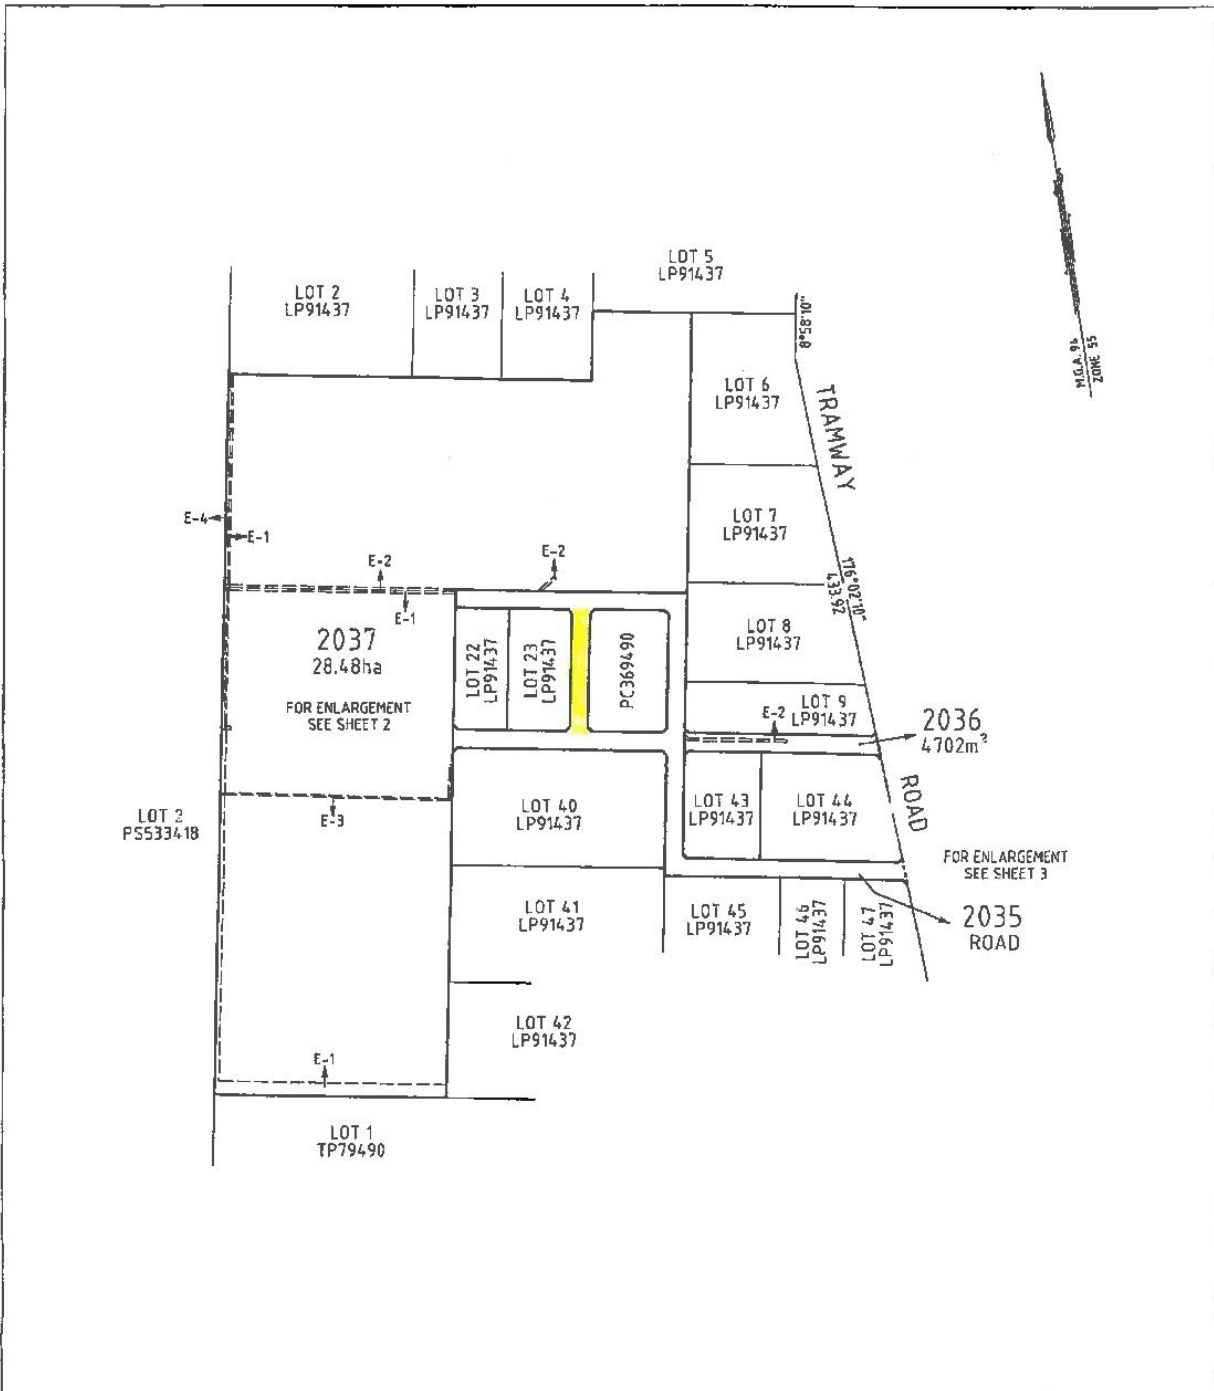 LOT 5
LP91437
LOT 2
LP91437
LOT 3
LP91437
LOT 4
LP91437
8°58'10"
M.G.A. 94
ZONE 55
LOT 6
LP91437
TRAMWAY
LOT 7
LP91437
E-4
E-1
E-2
E-2
176°02'10"
433.92
E-1
2037
28.48ha
FOR ENLARGEMENT
SEE SHEET 2
LOT 22
LP91437
LOT 23
LP91437
PC369490
LOT 8
LP91437
LOT 9
LP91437
E-2
2036
4702m²
LOT 2
PS533418
E-3
LOT 40
LP91437
LOT 43
LP91437
LOT 44
LP91437
ROAD
FOR ENLARGEMENT
SEE SHEET 3
LOT 41
LP91437
LOT 45
LP91437
LOT 46
LP91437
LOT 47
LP91437
2035
ROAD
LOT 42
LP91437
E-1
LOT 1
TP79490